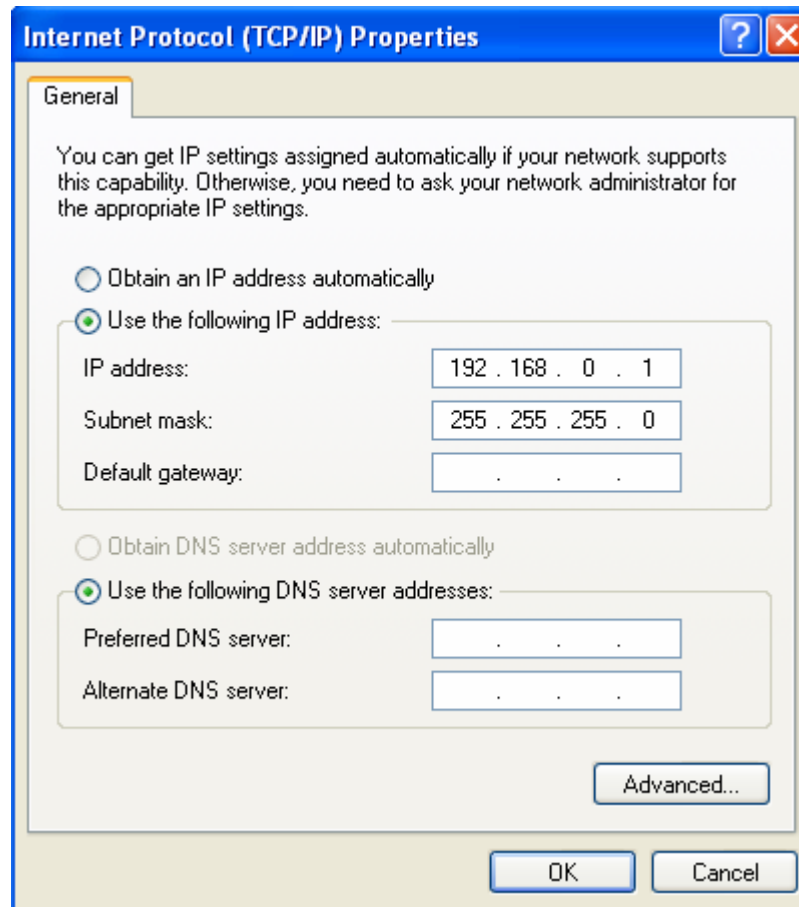 Internet Protocol (TCP/IP) Properties ?
General
You can get IP settings assigned automatically if your network supports
this capability. Otherwise, you need to ask your network administrator for
the appropriate IP settings.
Obtain an IP address automatically
Use the following IP address:
IP address: 192 . 168 . 0 . 1
Subnet mask: 255 . 255 . 255 . 0
Default gateway: . . .
Obtain DNS server address automatically
Use the following DNS server addresses:
Preferred DNS server: . . .
Alternate DNS server: . . .
Advanced...
OK Cancel